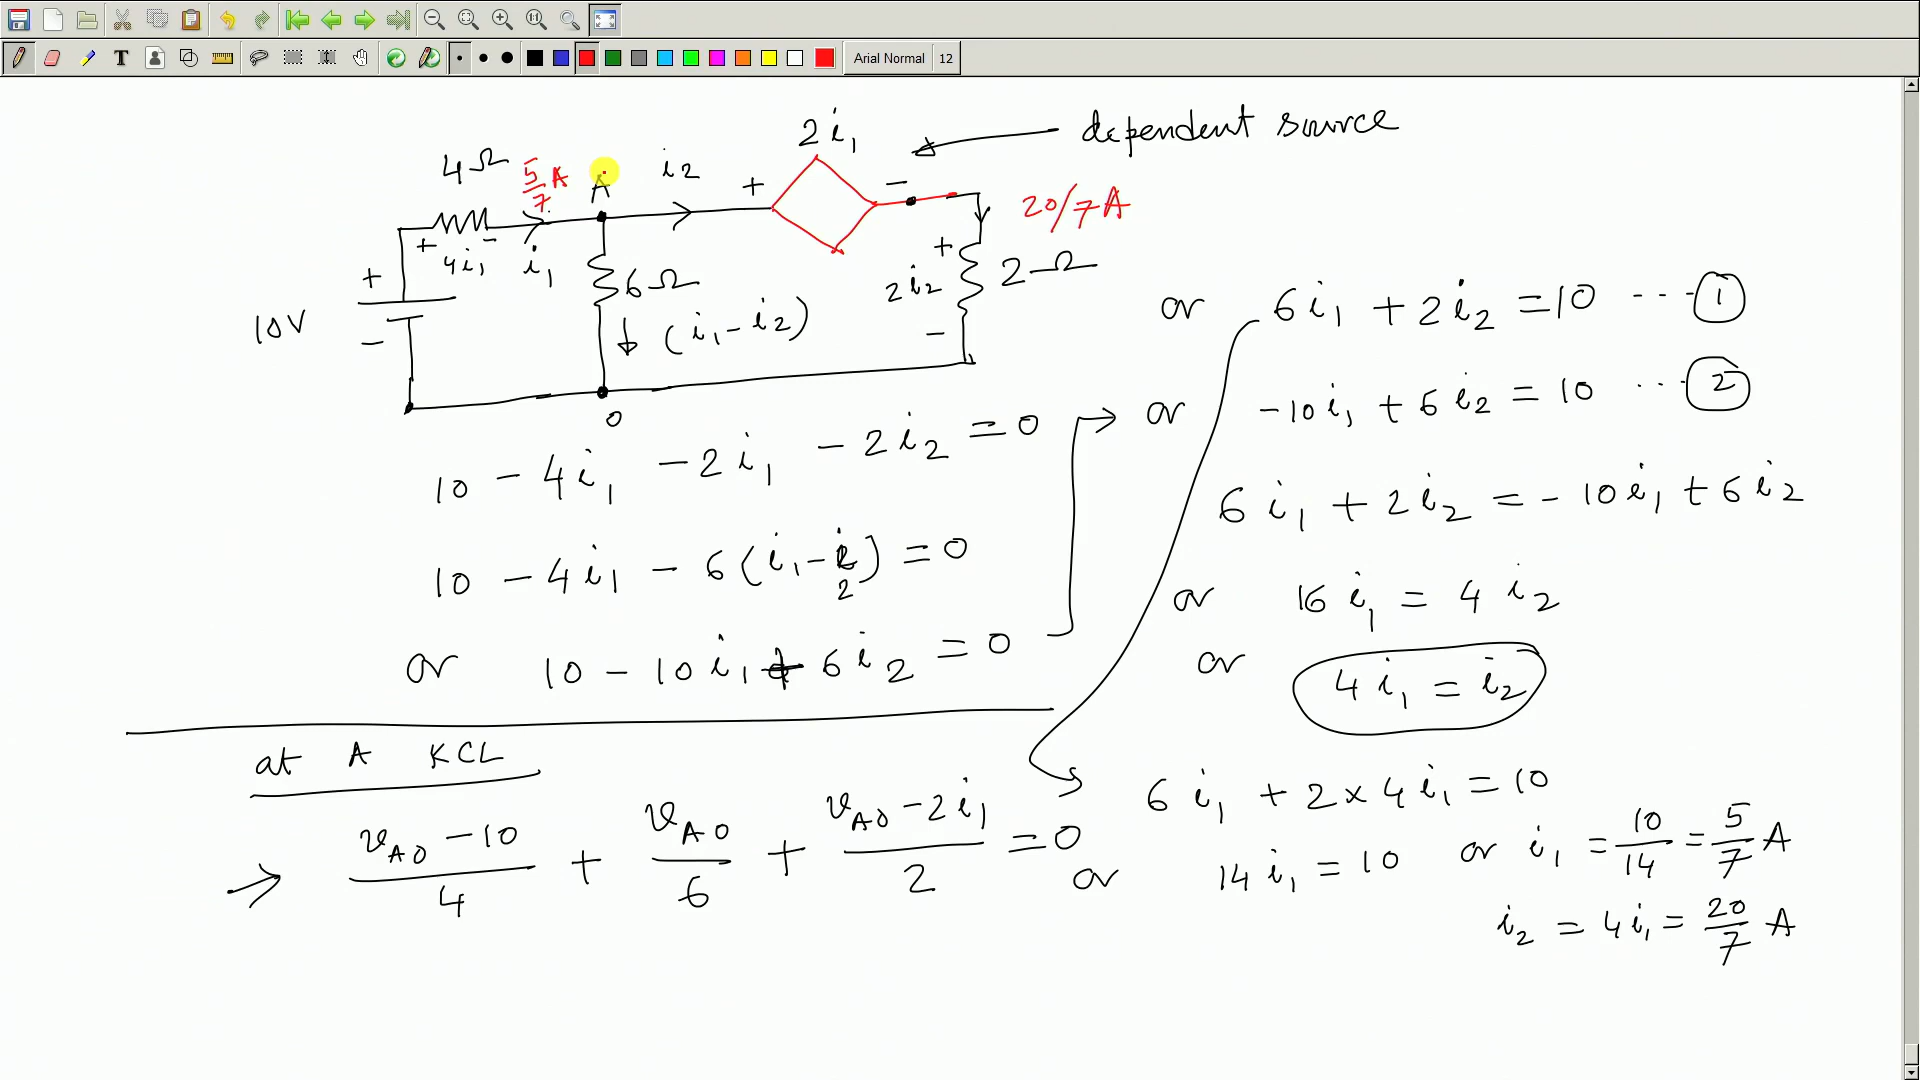 Arial Normal 12
2i₁
dependent source
4Ω
5/7 A
A
i₂
+
−
20/7 A
+ 4i₁ −
i₁
6Ω
+
2i₂
−
2Ω
+
10V
−
(i₁-i₂)
0
10 - 4i₁ - 2i₁ - 2i₂ = 0
10 - 4i₁ - 6(i₁-i₂) = 0
or 10 - 10i₁ + 6i₂ = 0
or 6i₁ + 2i₂ = 10 --- ①
or -10i₁ + 6i₂ = 10 --- ②
6i₁ + 2i₂ = -10i₁ + 6i₂
or 16i₁ = 4i₂
or 4i₁ = i₂
6i₁ + 2×4i₁ = 10
or 14i₁ = 10 or i₁ = 10/14 = 5/7 A
i₂ = 4i₁ = 20/7 A
at A KCL
⇒ (v_AO - 10)/4 + v_AO/6 + (v_AO - 2i₁)/2 = 0